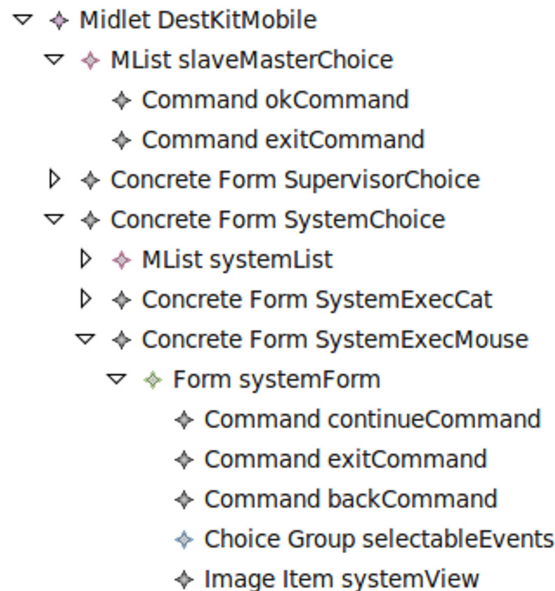 Midlet DestKitMobile
MList slaveMasterChoice
Command okCommand
Command exitCommand
Concrete Form SupervisorChoice
Concrete Form SystemChoice
MList systemList
Concrete Form SystemExecCat
Concrete Form SystemExecMouse
Form systemForm
Command continueCommand
Command exitCommand
Command backCommand
Choice Group selectableEvents
Image Item systemView